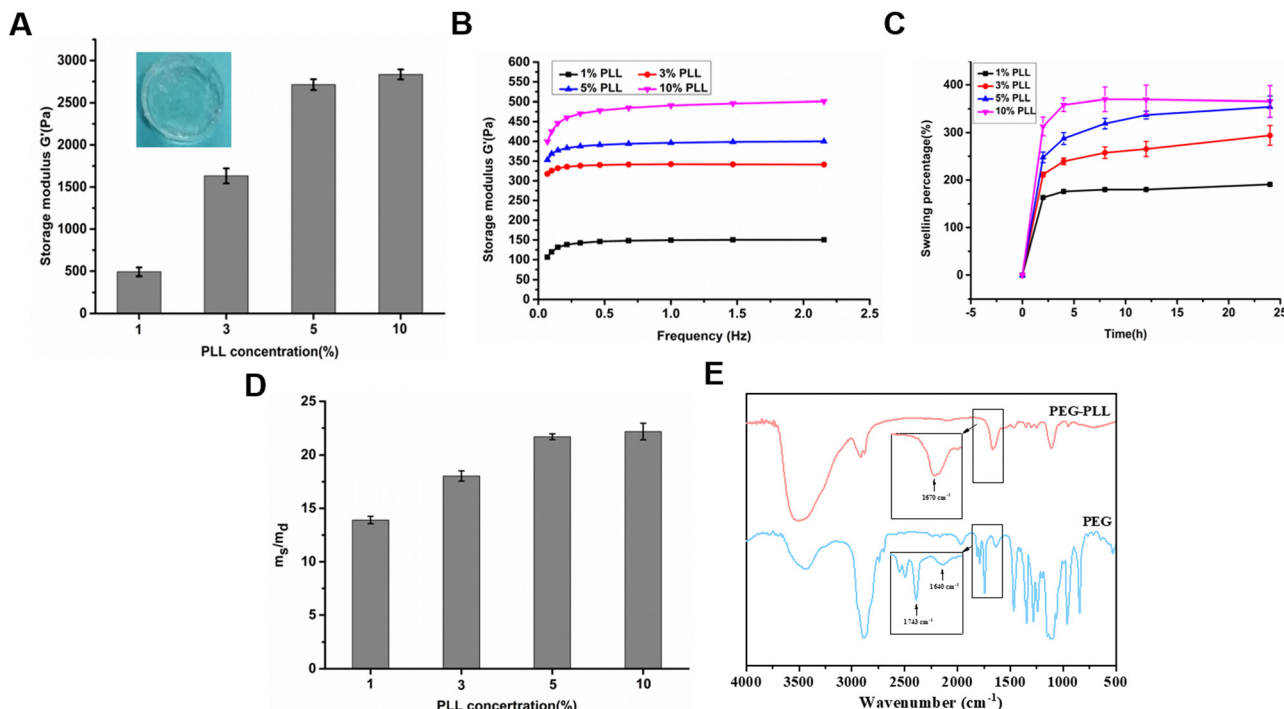 A
3000
2500
2000
1500
1000
500
0
Storage modulus G'(Pa)
1 3 5 10
PLL concentration(%)
B
600
550
500
450
400
350
300
250
200
150
100
50
0
Storage modulus G'(Pa)
1% PLL 3% PLL
5% PLL 10% PLL
0.0 0.5 1.0 1.5 2.0 2.5
Frequency (Hz)
C
400
300
200
100
0
Swelling percentage(%)
1% PLL
3% PLL
5% PLL
10% PLL
-5 0 5 10 15 20 25
Time(h)
D
25
20
15
10
5
0
ms/md
1 3 5 10
PLL concertration(%)
E
PEG-PLL
1670 cm⁻¹
PEG
1640 cm⁻¹
1743 cm⁻¹
4000 3500 3000 2500 2000 1500 1000 500
Wavenumber (cm⁻¹)